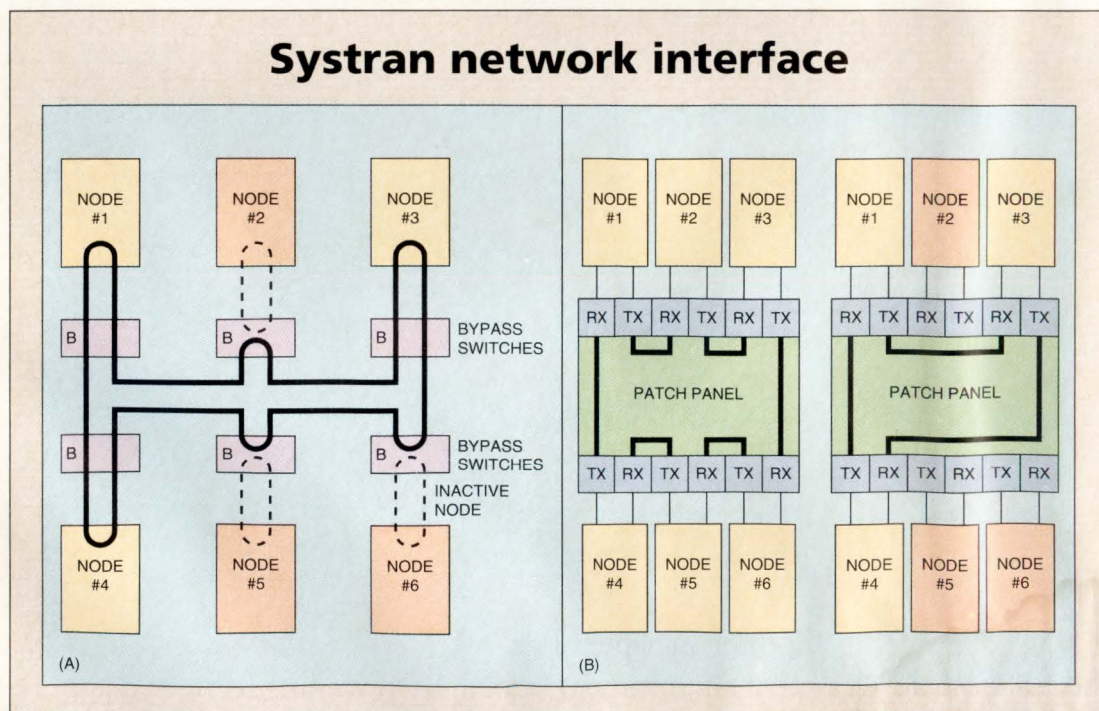 Systran network interface
NODE
#1
NODE
#2
NODE
#3
B
B
B
BYPASS
SWITCHES
B
B
B
BYPASS
SWITCHES
INACTIVE
NODE
NODE
#4
NODE
#5
NODE
#6
(A)
NODE
#1
NODE
#2
NODE
#3
RX TX RX TX RX TX
PATCH PANEL
TX RX TX RX TX RX
NODE
#4
NODE
#5
NODE
#6
NODE
#1
NODE
#2
NODE
#3
RX TX RX TX RX TX
PATCH PANEL
TX RX TX RX TX RX
NODE
#4
NODE
#5
NODE
#6
(B)